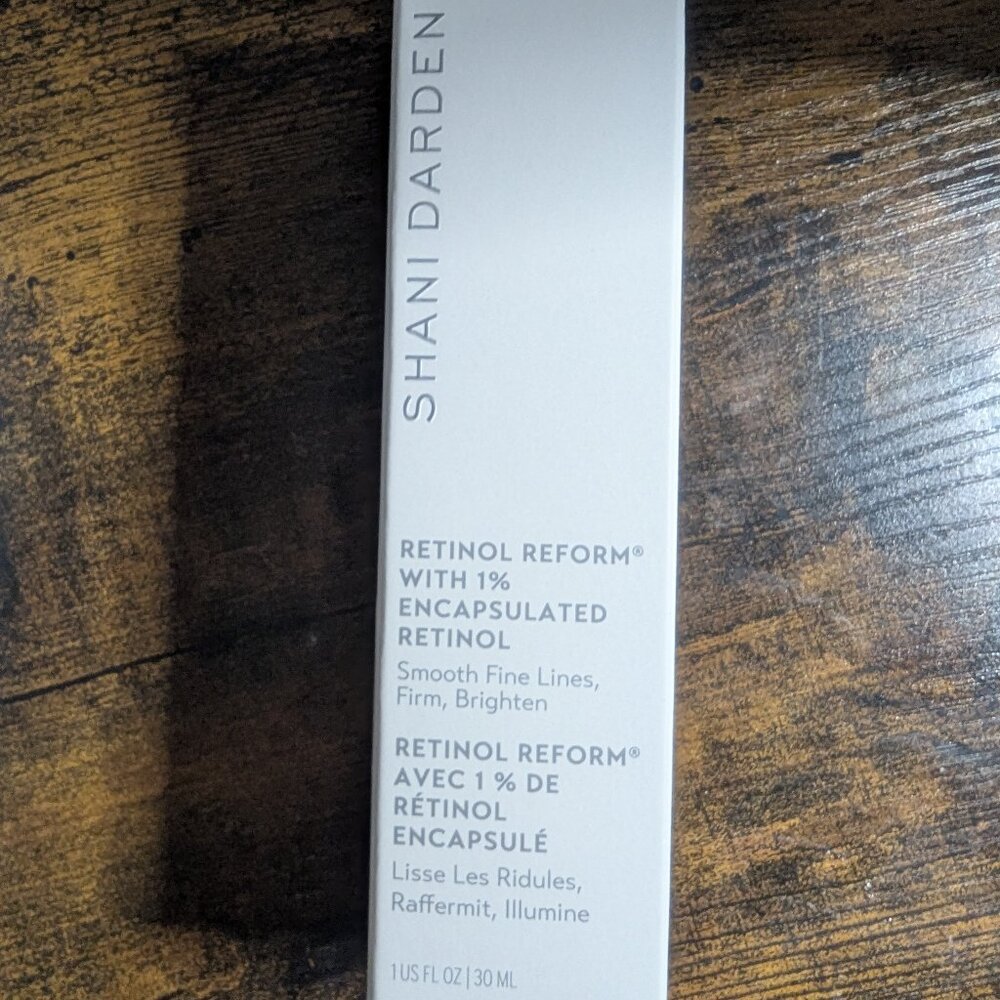 SHANI DARDEN
RETINOL REFORM®
WITH 1%
ENCAPSULATED
RETINOL
Smooth Fine Lines,
Firm, Brighten
RETINOL REFORM®
AVEC 1 % DE
RÉTINOL
ENCAPSULÉ
Lisse Les Ridules,
Raffermit, Illumine
1 US FL OZ | 30 ML